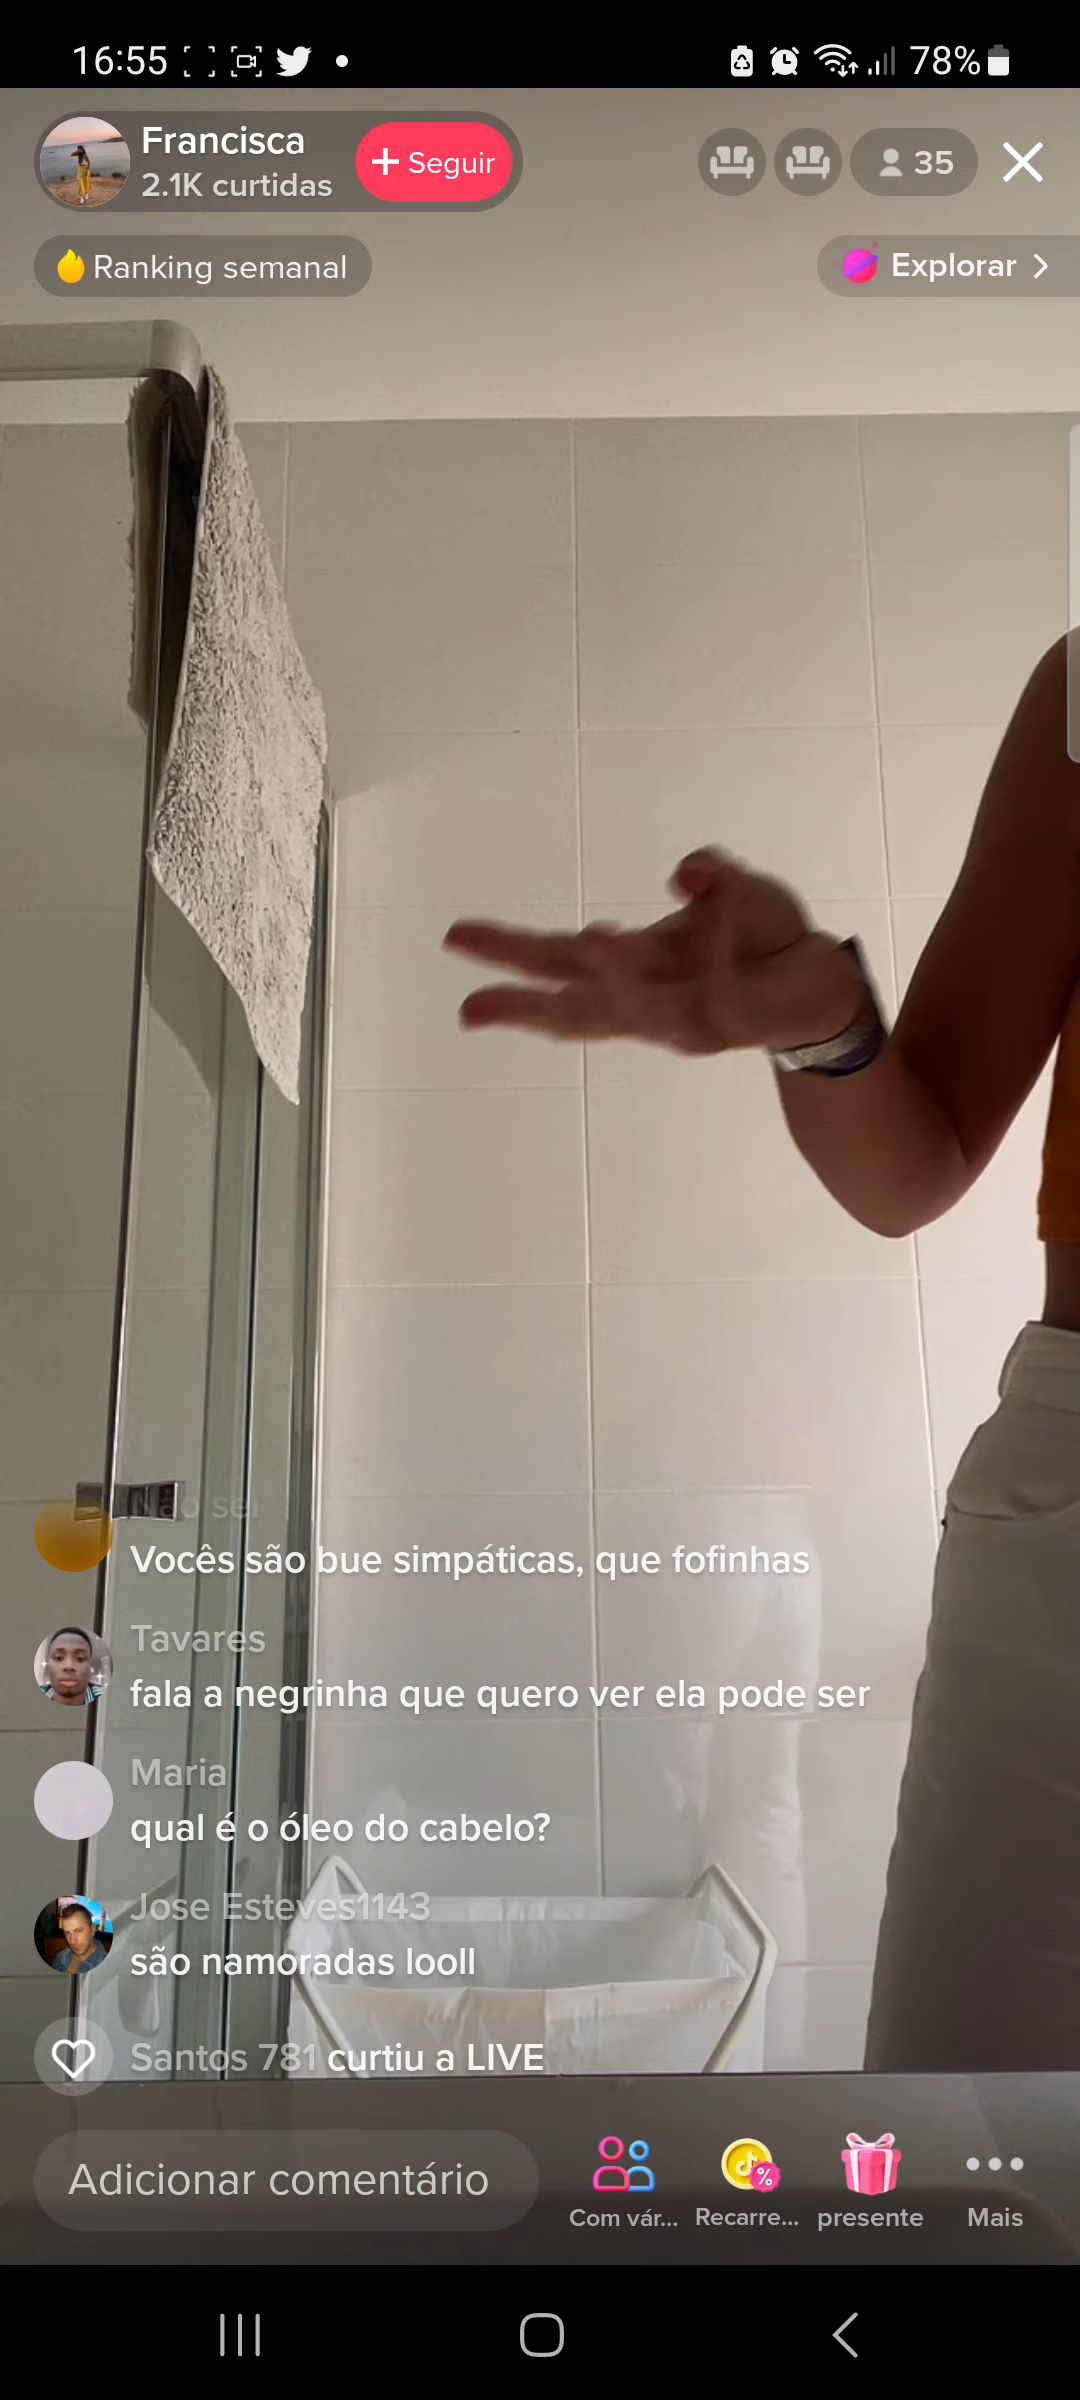 16:55
78%
Francisca
2.1K curtidas
+ Seguir
35
Ranking semanal
Explorar
Não sei
Vocês são bue simpáticas, que fofinhas
Tavares
fala a negrinha que quero ver ela pode ser
Maria
qual é o óleo do cabelo?
Jose Esteves1143
são namoradas looll
Santos 781 curtiu a LIVE
Adicionar comentário
Com vár...
Recarre...
presente
Mais